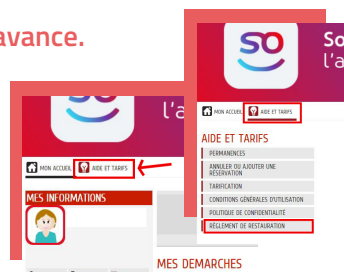 avance.
so
So
l'a
MON ACCUEIL
AIDE ET TARIFS
AIDE ET TARIFS
PERMANENCES
ANNULER OU AJOUTER UNE
RÉSERVATION
TARIFICATION
CONDITIONS GÉNÉRALES D'UTILISATION
POLITIQUE DE CONFIDENTIALITÉ
RÈGLEMENT DE RESTAURATION
l'a
MON ACCUEIL
AIDE ET TARIFS
MES INFORMATIONS
MES DEMARCHES